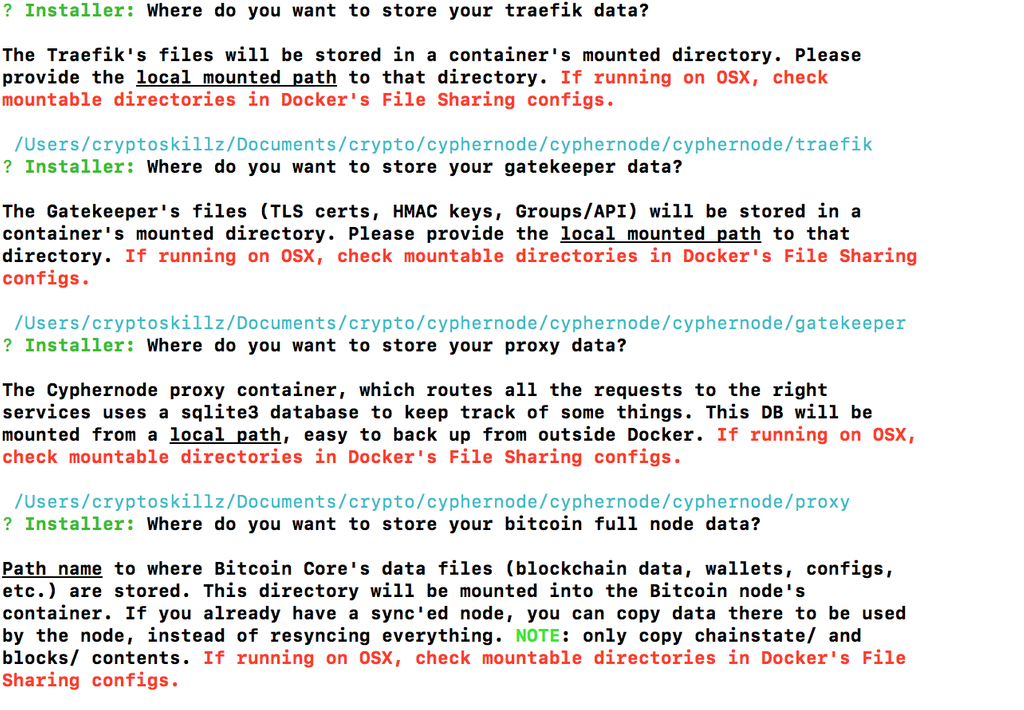 ? Installer: Where do you want to store your traefik data?
The Traefik's files will be stored in a container's mounted directory. Please
provide the local mounted path to that directory. If running on OSX, check
mountable directories in Docker's File Sharing configs.
/Users/cryptoskillz/Documents/crypto/cyphernode/cyphernode/cyphernode/traefik
? Installer: Where do you want to store your gatekeeper data?
The Gatekeeper's files (TLS certs, HMAC keys, Groups/API) will be stored in a
container's mounted directory. Please provide the local mounted path to that
directory. If running on OSX, check mountable directories in Docker's File Sharing
configs.
/Users/cryptoskillz/Documents/crypto/cyphernode/cyphernode/cyphernode/gatekeeper
? Installer: Where do you want to store your proxy data?
The Cyphernode proxy container, which routes all the requests to the right
services uses a sqlite3 database to keep track of some things. This DB will be
mounted from a local path, easy to back up from outside Docker. If running on OSX,
check mountable directories in Docker's File Sharing configs.
/Users/cryptoskillz/Documents/crypto/cyphernode/cyphernode/cyphernode/proxy
? Installer: Where do you want to store your bitcoin full node data?
Path name to where Bitcoin Core's data files (blockchain data, wallets, configs,
etc.) are stored. This directory will be mounted into the Bitcoin node's
container. If you already have a sync'ed node, you can copy data there to be used
by the node, instead of resyncing everything. NOTE: only copy chainstate/ and
blocks/ contents. If running on OSX, check mountable directories in Docker's File
Sharing configs.